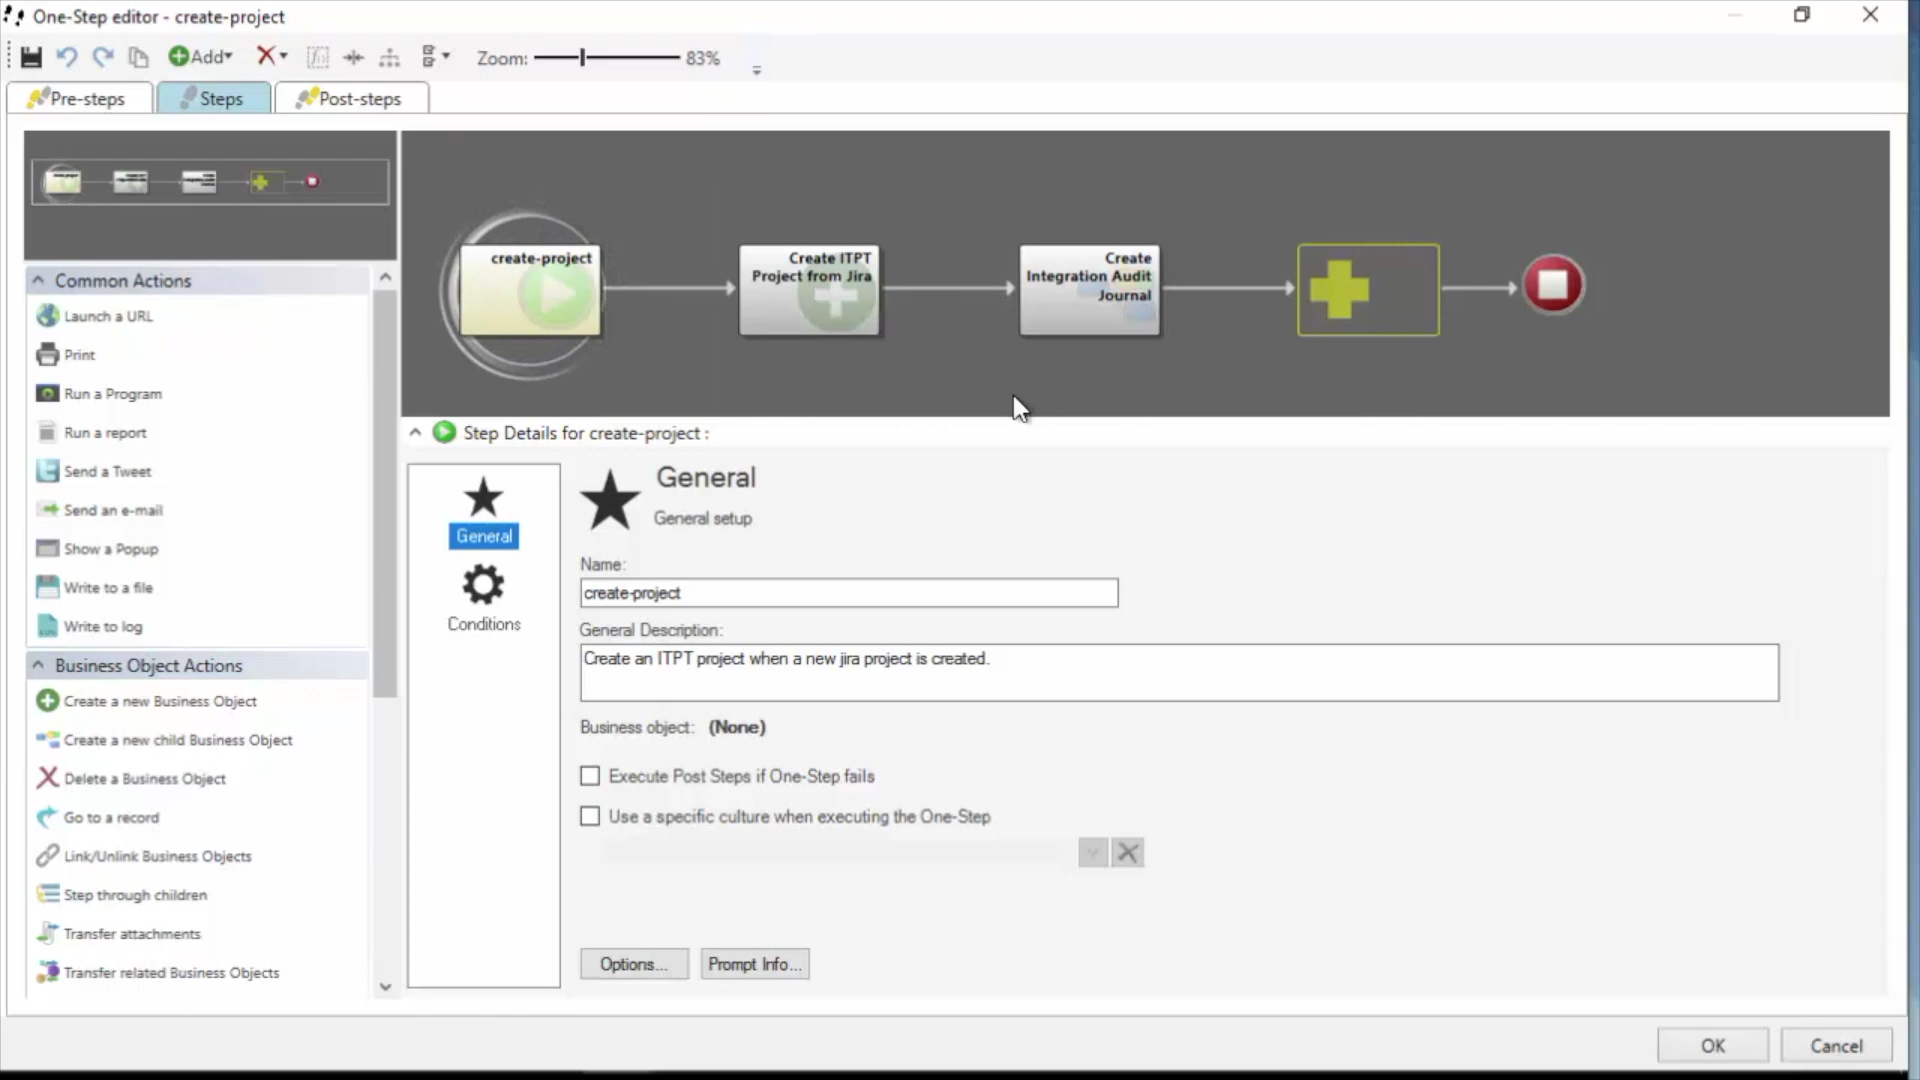 One-Step editor - create-project
Add
Zoom:
83%
Pre-steps
Steps
Post-steps
create-project
Create ITPT
Project from Jira
Create
Integration Audit
Journal
Common Actions
Launch a URL
Print
Run a Program
Run a report
Send a Tweet
Send an e-mail
Show a Popup
Write to a file
Write to log
Business Object Actions
Create a new Business Object
Create a new child Business Object
Delete a Business Object
Go to a record
Link/Unlink Business Objects
Step through children
Transfer attachments
Transfer related Business Objects
Step Details for create-project :
General
Conditions
General
General setup
Name:
create-project
General Description:
Create an ITPT project when a new jira project is created.
Business object: (None)
Execute Post Steps if One-Step fails
Use a specific culture when executing the One-Step
Options...
Prompt Info...
OK
Cancel